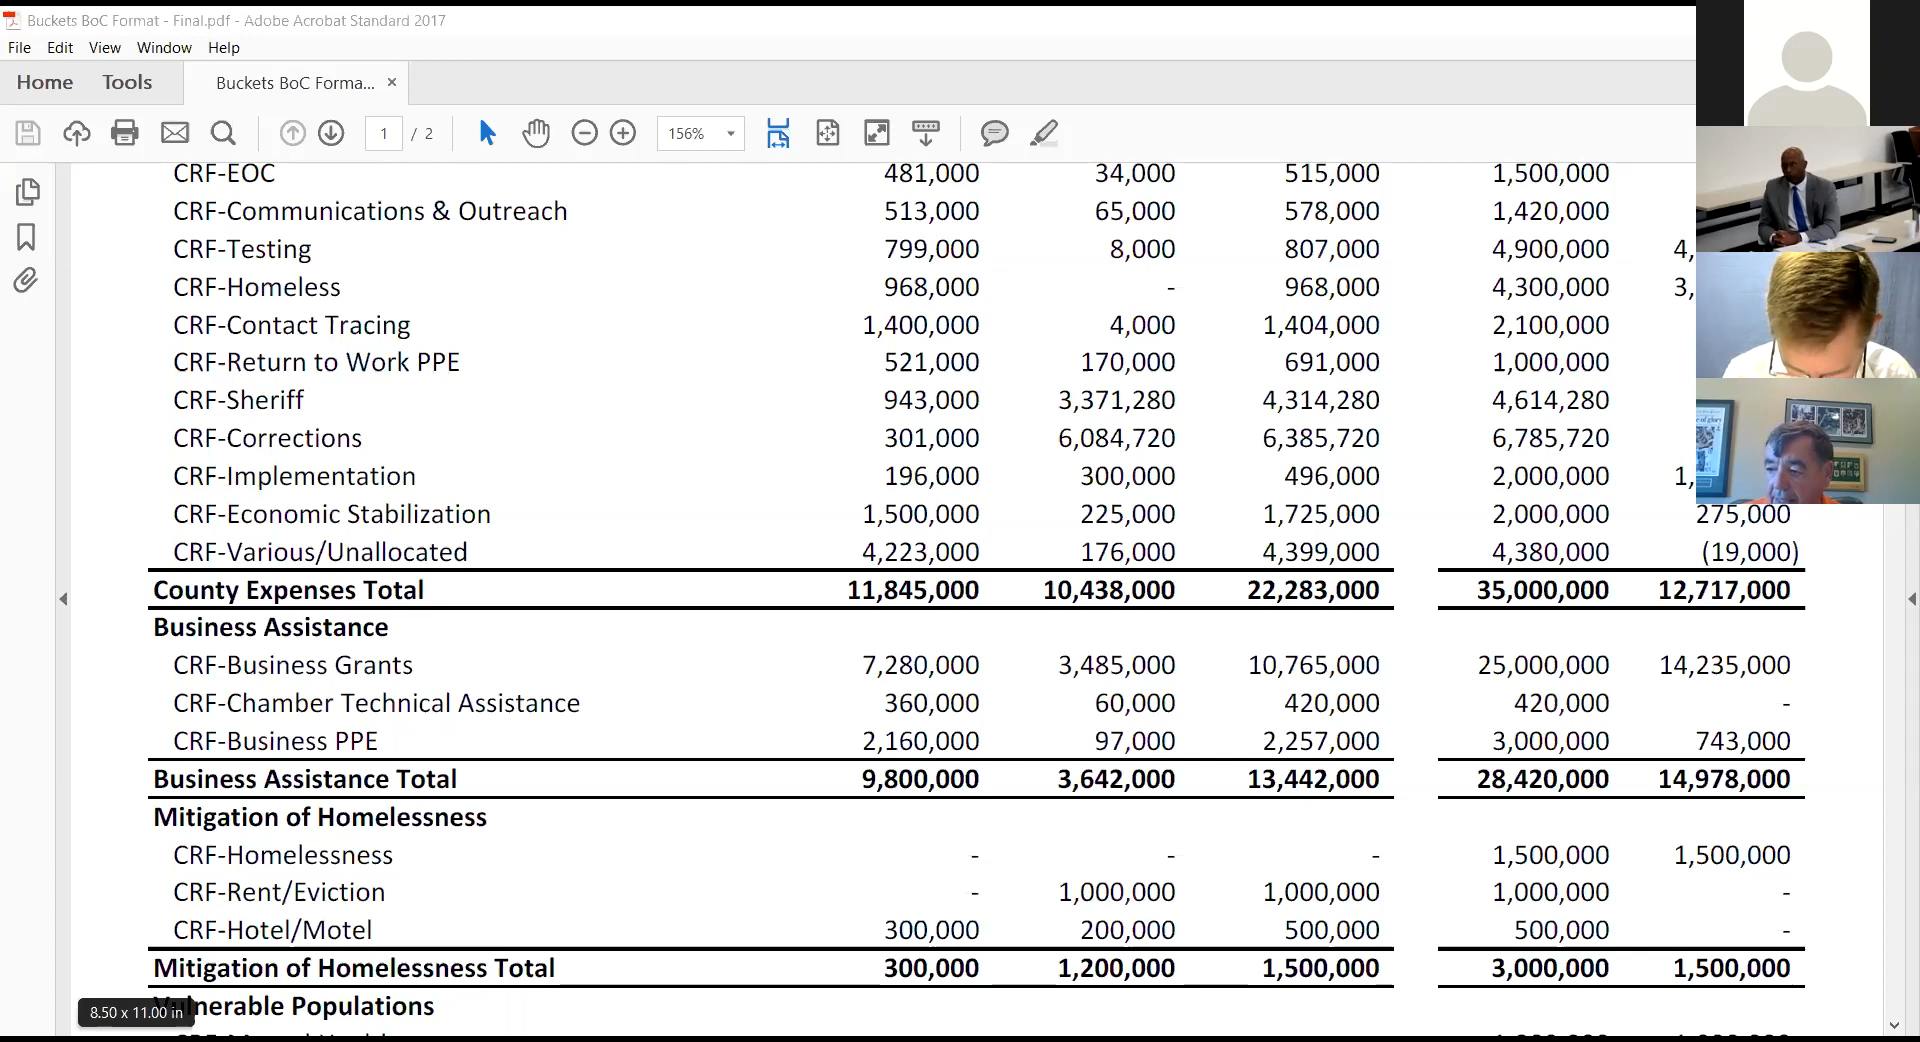 Buckets BoC Format - Final.pdf - Adobe Acrobat Standard 2017
File Edit View Window Help
Home Tools Buckets BoC Forma... ×
1 / 2 156%
CRF-EOC 481,000 34,000 515,000 1,500,000
CRF-Communications & Outreach 513,000 65,000 578,000 1,420,000
CRF-Testing 799,000 8,000 807,000 4,900,000 4,
CRF-Homeless 968,000 - 968,000 4,300,000 3,
CRF-Contact Tracing 1,400,000 4,000 1,404,000 2,100,000
CRF-Return to Work PPE 521,000 170,000 691,000 1,000,000
CRF-Sheriff 943,000 3,371,280 4,314,280 4,614,280
CRF-Corrections 301,000 6,084,720 6,385,720 6,785,720
CRF-Implementation 196,000 300,000 496,000 2,000,000 1,
CRF-Economic Stabilization 1,500,000 225,000 1,725,000 2,000,000 275,000
CRF-Various/Unallocated 4,223,000 176,000 4,399,000 4,380,000 (19,000)
County Expenses Total 11,845,000 10,438,000 22,283,000 35,000,000 12,717,000
Business Assistance
CRF-Business Grants 7,280,000 3,485,000 10,765,000 25,000,000 14,235,000
CRF-Chamber Technical Assistance 360,000 60,000 420,000 420,000 -
CRF-Business PPE 2,160,000 97,000 2,257,000 3,000,000 743,000
Business Assistance Total 9,800,000 3,642,000 13,442,000 28,420,000 14,978,000
Mitigation of Homelessness
CRF-Homelessness - - - 1,500,000 1,500,000
CRF-Rent/Eviction - 1,000,000 1,000,000 1,000,000 -
CRF-Hotel/Motel 300,000 200,000 500,000 500,000 -
Mitigation of Homelessness Total 300,000 1,200,000 1,500,000 3,000,000 1,500,000
Vulnerable Populations
8.50 x 11.00 in